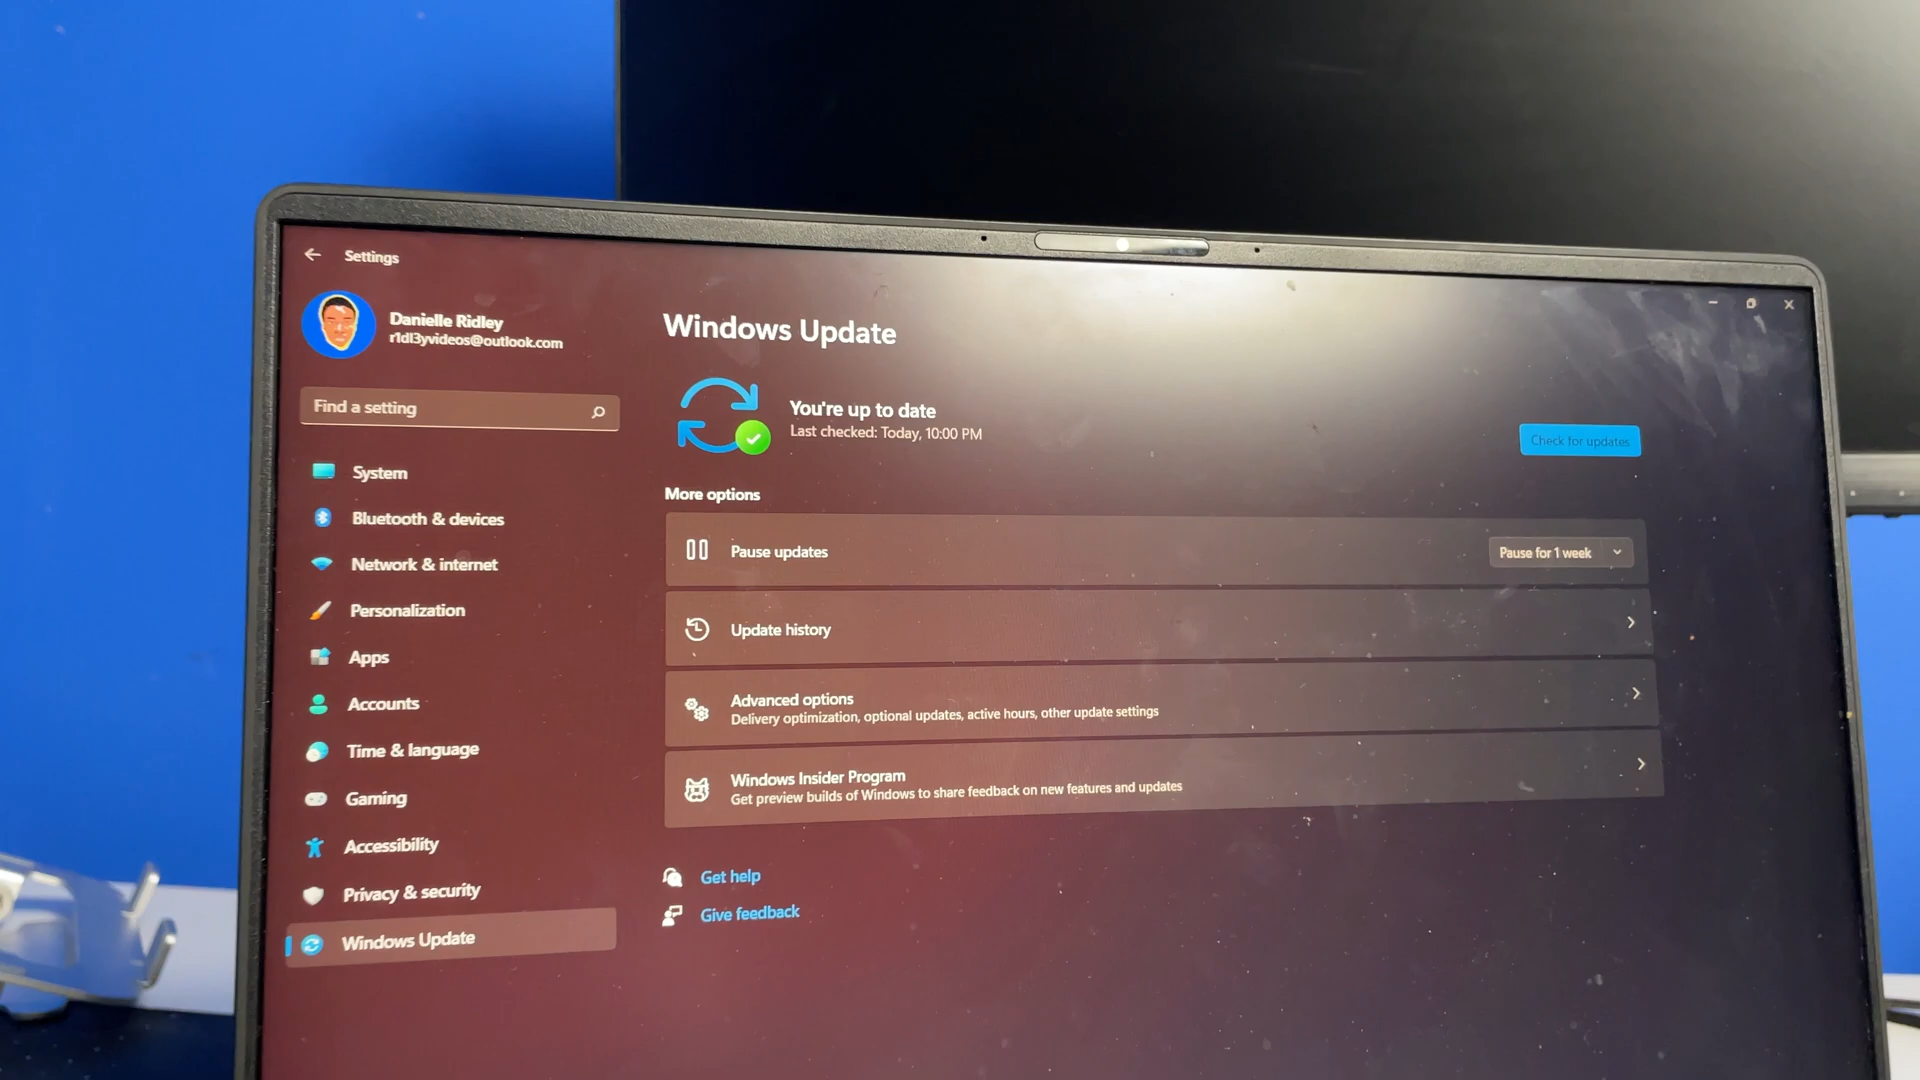 Settings
Danielle Ridley
r1dl3yvideos@outlook.com
Find a setting
System
Bluetooth & devices
Network & internet
Personalization
Apps
Accounts
Time & language
Gaming
Accessibility
Privacy & security
Windows Update
Windows Update
You're up to date
Last checked: Today, 10:00 PM
Check for updates
More options
Pause updates
Pause for 1 week
Update history
Advanced options
Delivery optimization, optional updates, active hours, other update settings
Windows Insider Program
Get preview builds of Windows to share feedback on new features and updates
Get help
Give feedback